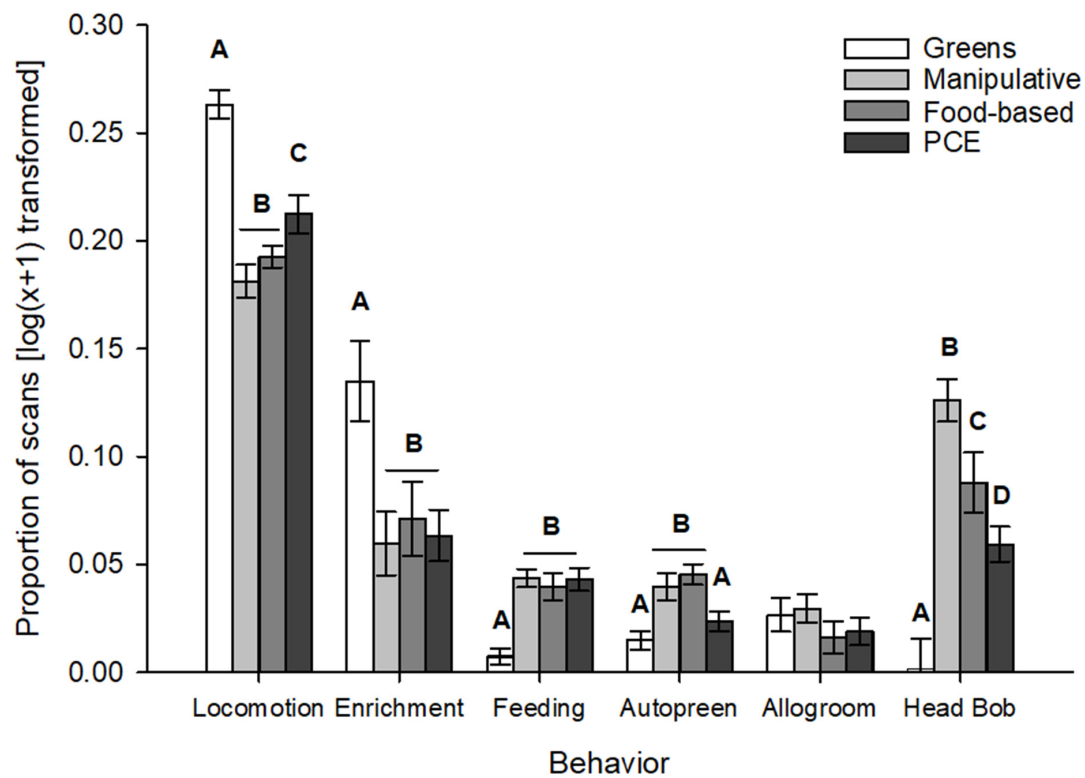 Proportion of scans [log(x+1) transformed]
0.30
0.25
0.20
0.15
0.10
0.05
0.00
Greens
Manipulative
Food-based
PCE
A
B
C
A
B
A
B
A
B
A
A
B
C
D
Locomotion
Enrichment
Feeding
Autopreen
Allogroom
Head Bob
Behavior